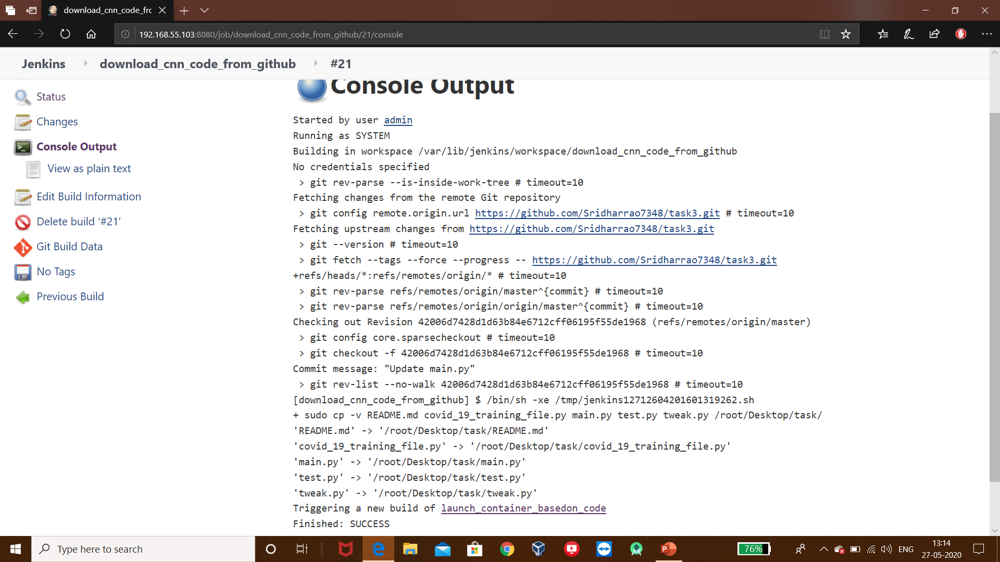 download_cnn_code_frc
192.168.55.103:8080/job/download_cnn_code_from_github/21/console
Jenkins
download_cnn_code_from_github
#21
Status
Changes
Console Output
View as plain text
Edit Build Information
Delete build ‘#21’
Git Build Data
No Tags
Previous Build
Console Output
Started by user admin
Running as SYSTEM
Building in workspace /var/lib/jenkins/workspace/download_cnn_code_from_github
No credentials specified
 > git rev-parse --is-inside-work-tree # timeout=10
Fetching changes from the remote Git repository
 > git config remote.origin.url https://github.com/Sridharrao7348/task3.git # timeout=10
Fetching upstream changes from https://github.com/Sridharrao7348/task3.git
 > git --version # timeout=10
 > git fetch --tags --force --progress -- https://github.com/Sridharrao7348/task3.git
+refs/heads/*:refs/remotes/origin/* # timeout=10
 > git rev-parse refs/remotes/origin/master^{commit} # timeout=10
 > git rev-parse refs/remotes/origin/origin/master^{commit} # timeout=10
Checking out Revision 42006d7428d1d63b84e6712cff06195f55de1968 (refs/remotes/origin/master)
 > git config core.sparsecheckout # timeout=10
 > git checkout -f 42006d7428d1d63b84e6712cff06195f55de1968 # timeout=10
Commit message: "Update main.py"
 > git rev-list --no-walk 42006d7428d1d63b84e6712cff06195f55de1968 # timeout=10
[download_cnn_code_from_github] $ /bin/sh -xe /tmp/jenkins12712604201601319262.sh
+ sudo cp -v README.md covid_19_training_file.py main.py test.py tweak.py /root/Desktop/task/
'README.md' -> '/root/Desktop/task/README.md'
'covid_19_training_file.py' -> '/root/Desktop/task/covid_19_training_file.py'
'main.py' -> '/root/Desktop/task/main.py'
'test.py' -> '/root/Desktop/task/test.py'
'tweak.py' -> '/root/Desktop/task/tweak.py'
Triggering a new build of launch_container_basedon_code
Finished: SUCCESS
Type here to search
76%
ENG
13:14
27-05-2020